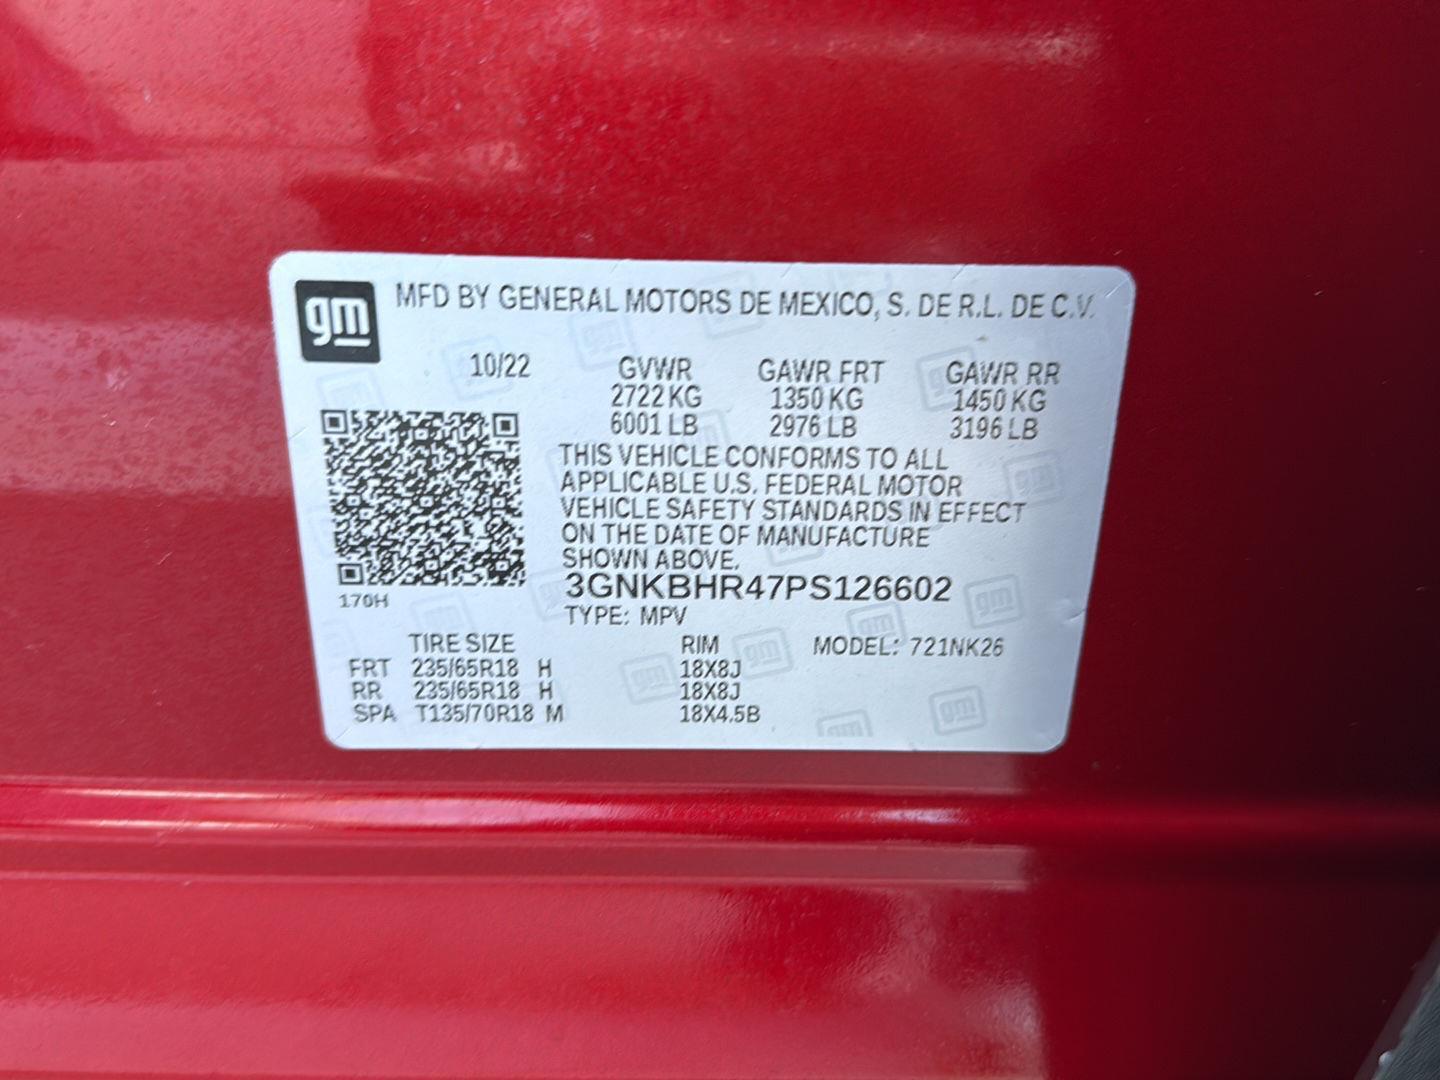 gm
MFD BY GENERAL MOTORS DE MEXICO, S. DE R.L. DE C.V.
10/22 GVWR GAWR FRT GAWR RR
2722 KG 1350 KG 1450 KG
6001 LB 2976 LB 3196 LB
THIS VEHICLE CONFORMS TO ALL
APPLICABLE U.S. FEDERAL MOTOR
VEHICLE SAFETY STANDARDS IN EFFECT
ON THE DATE OF MANUFACTURE
SHOWN ABOVE.
3GNKBHR47PS126602
170H
TYPE: MPV
TIRE SIZE RIM MODEL: 721NK26
FRT 235/65R18 H 18X8J
RR 235/65R18 H 18X8J
SPA T135/70R18 M 18X4.5B